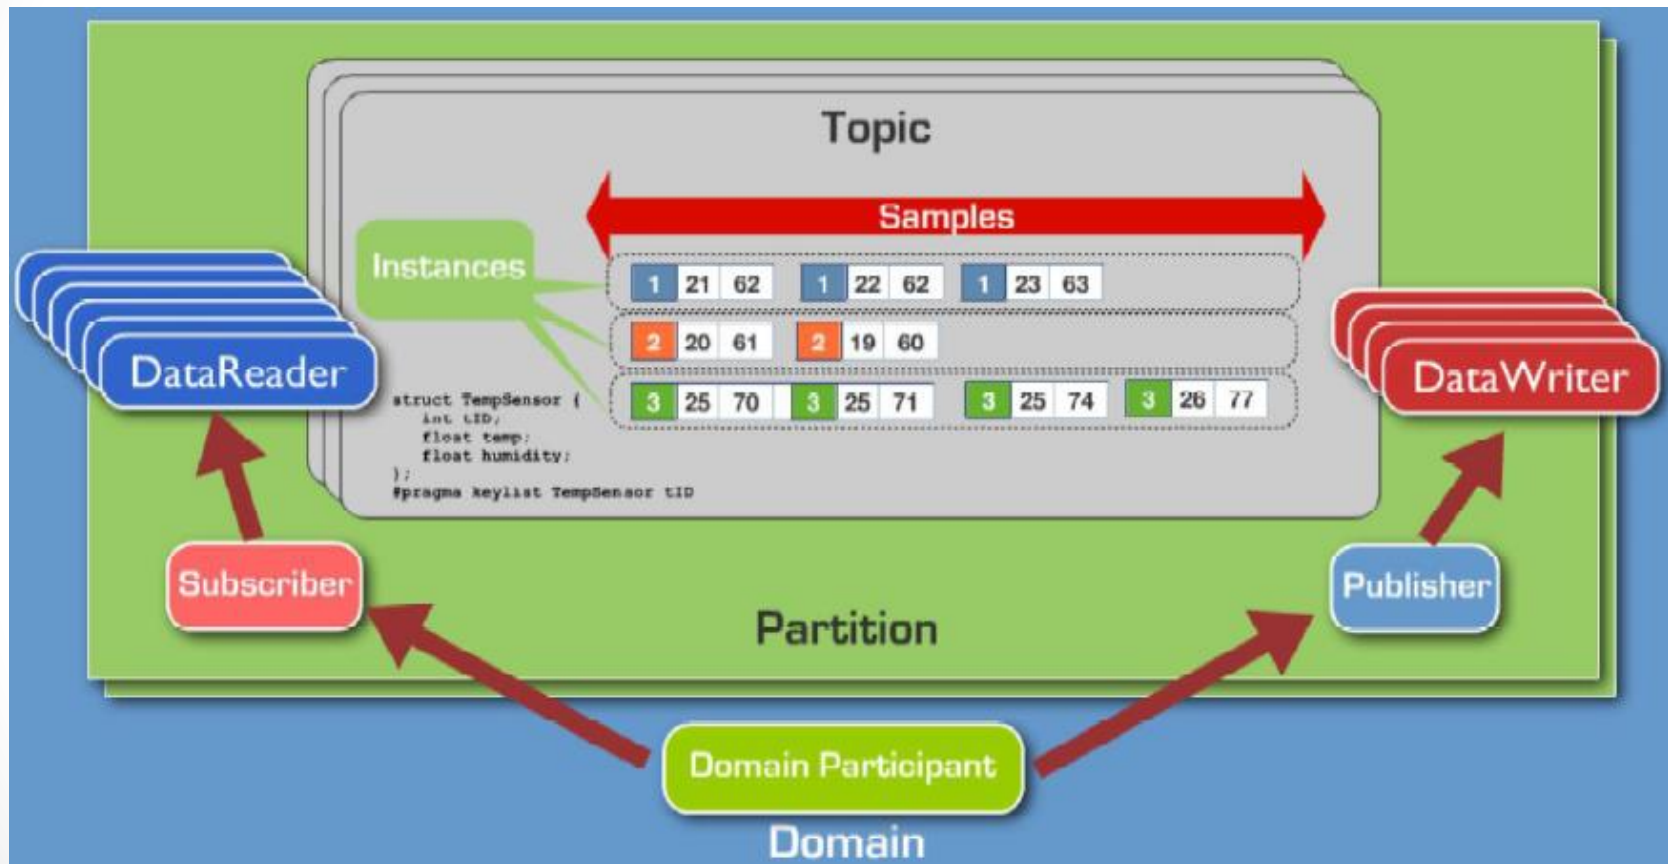 Topic
Samples
Instances
1 21 62 1 22 62 1 23 63
2 20 61 2 19 60
3 25 70 3 25 71 3 25 74 3 26 77
DataReader
DataWriter
struct TempSensor {
int tID;
float temp;
float humidity;
};
#pragma keylist TempSensor tID
Subscriber
Publisher
Partition
Domain Participant
Domain